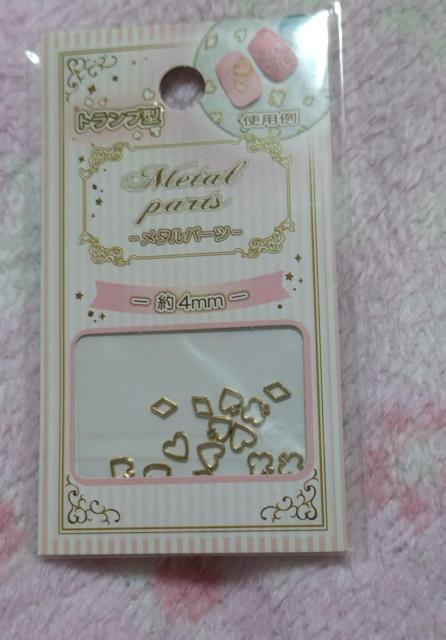 トランプ型
使用例
Metal
parts
-メタルパーツ-
― 約4mm ―